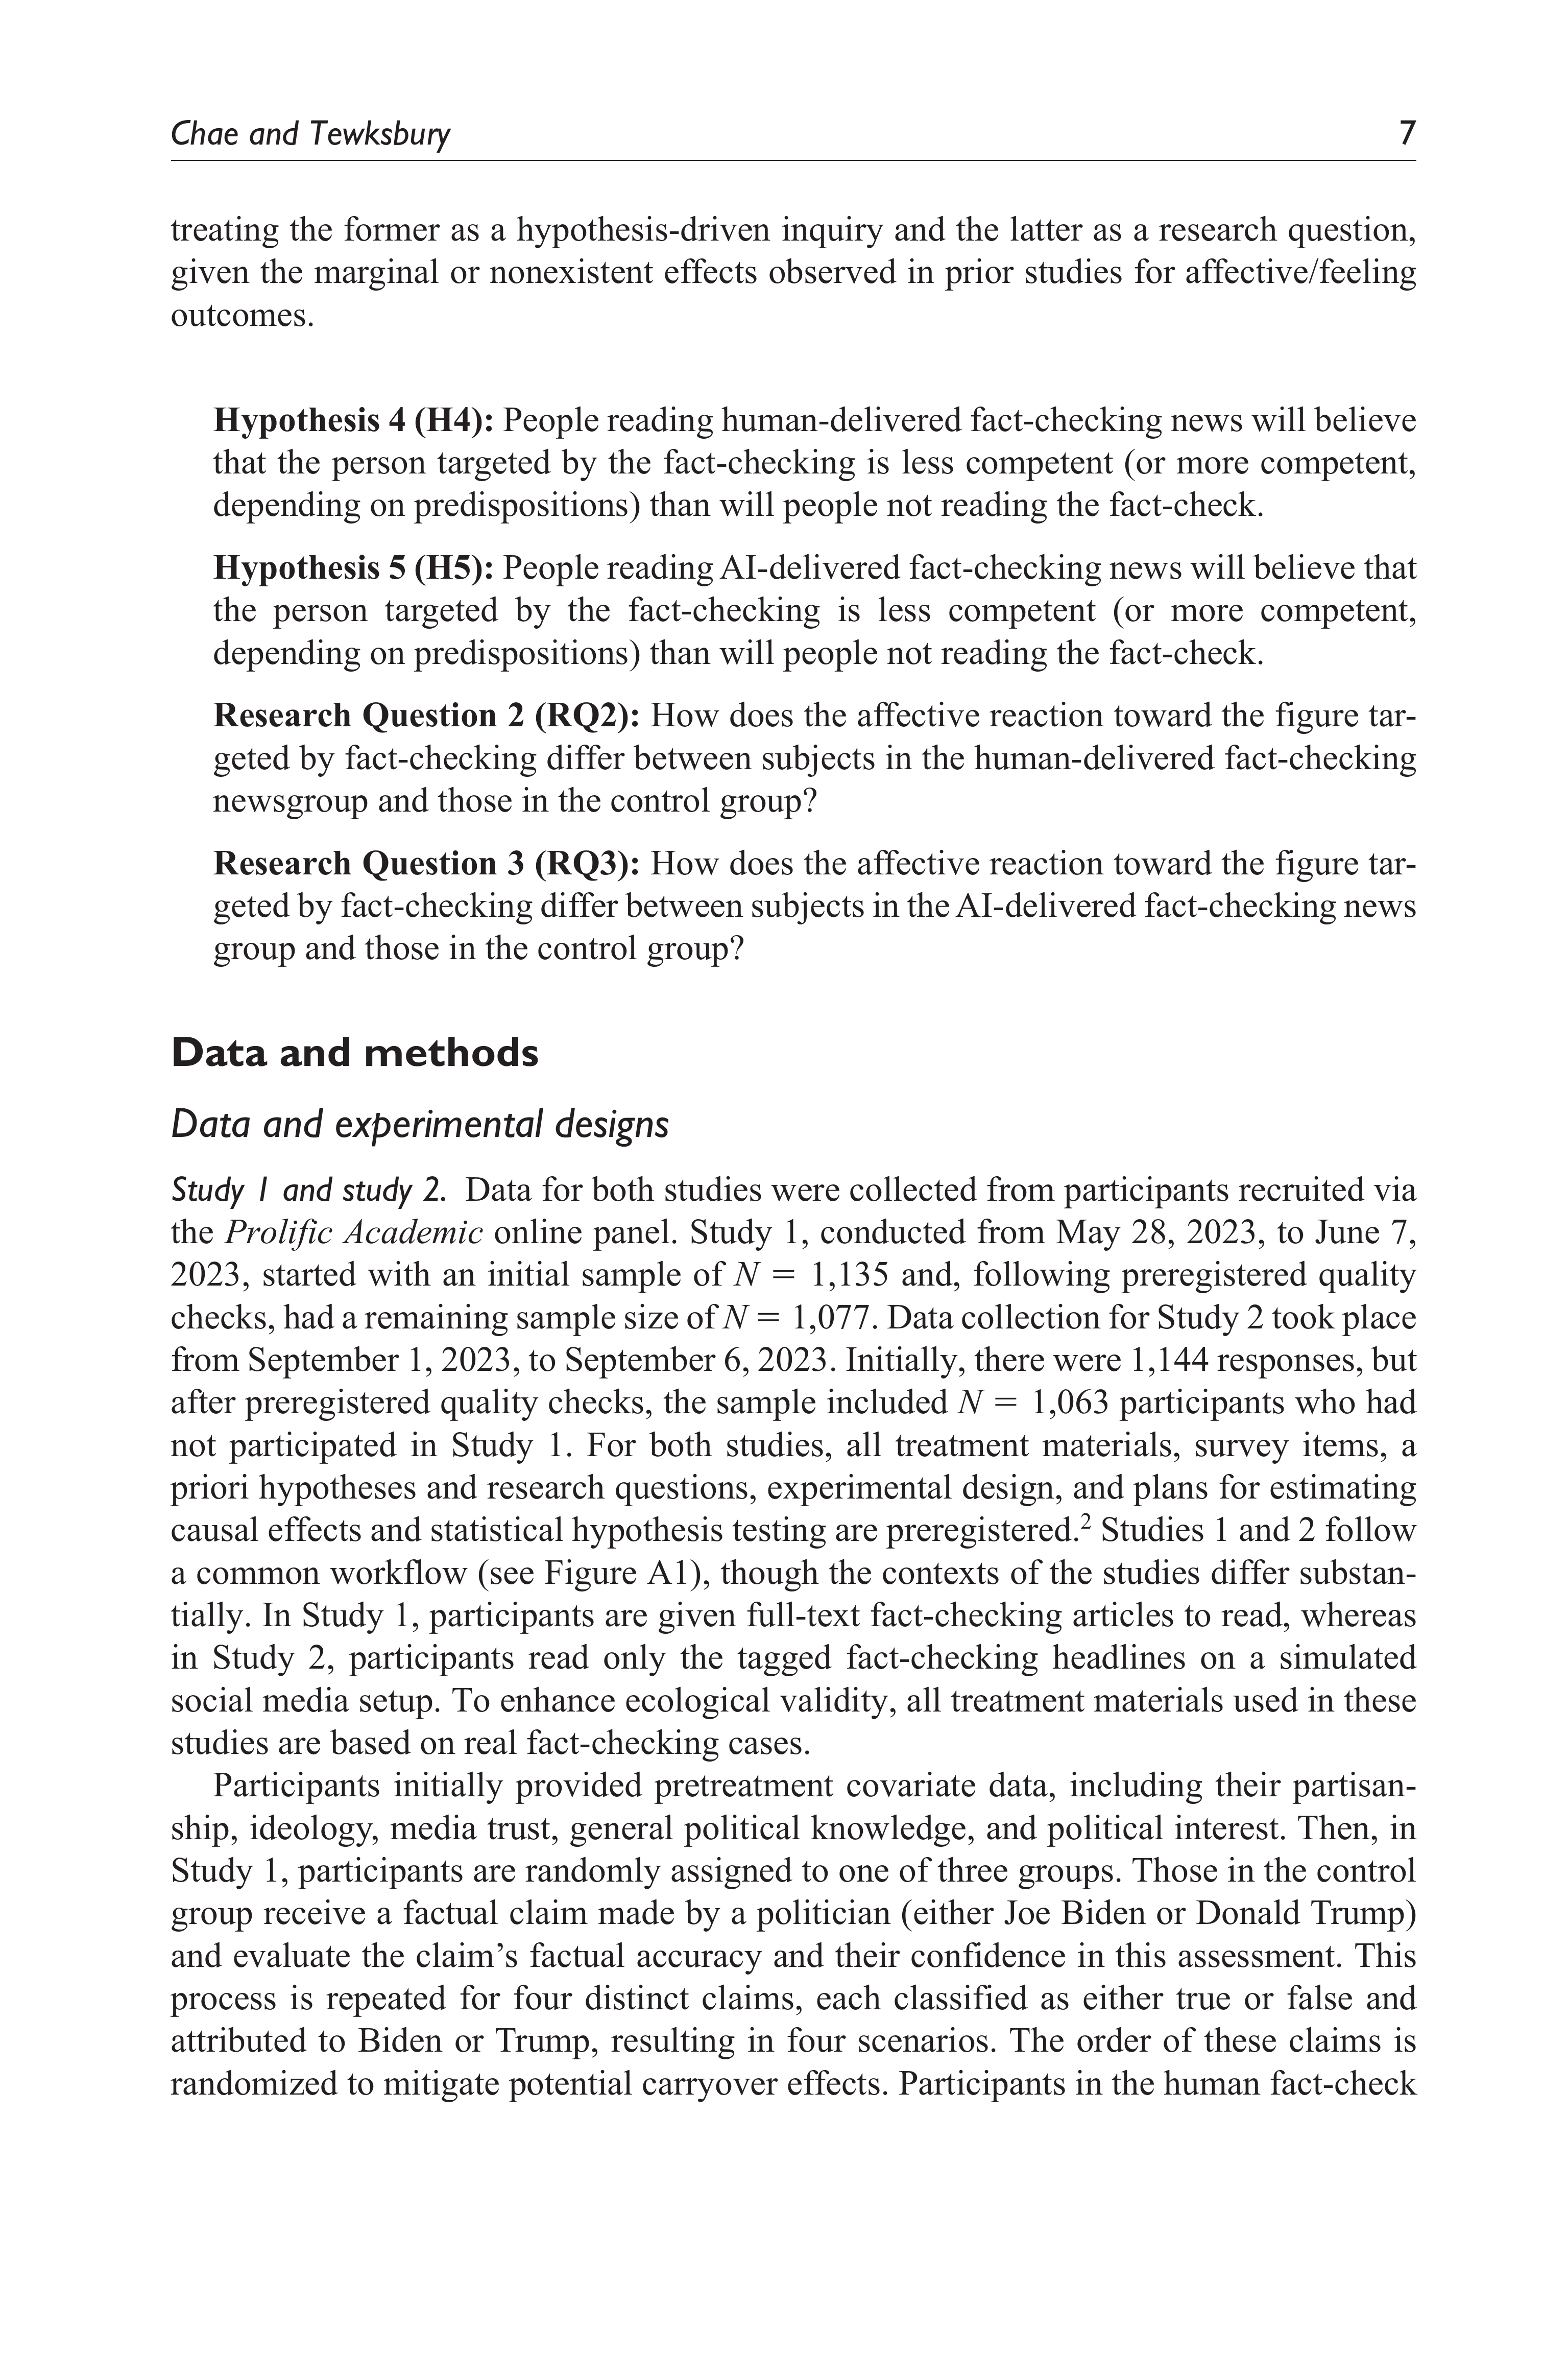 Chae and Tewksbury 7
treating the former as a hypothesis-driven inquiry and the latter as a research question,
given the marginal or nonexistent effects observed in prior studies for affective/feeling
outcomes.
Hypothesis 4 (H4): People reading human-delivered fact-checking news will believe
that the person targeted by the fact-checking is less competent (or more competent,
depending on predispositions) than will people not reading the fact-check.
Hypothesis 5 (H5): People reading AI-delivered fact-checking news will believe that
the person targeted by the fact-checking is less competent (or more competent,
depending on predispositions) than will people not reading the fact-check.
Research Question 2 (RQ2): How does the affective reaction toward the figure tar-
geted by fact-checking differ between subjects in the human-delivered fact-checking
newsgroup and those in the control group?
Research Question 3 (RQ3): How does the affective reaction toward the figure tar-
geted by fact-checking differ between subjects in the AI-delivered fact-checking news
group and those in the control group?
Data and methods
Data and experimental designs
Study 1 and study 2. Data for both studies were collected from participants recruited via
the Prolific Academic online panel. Study 1, conducted from May 28, 2023, to June 7,
2023, started with an initial sample of N = 1,135 and, following preregistered quality
checks, had a remaining sample size of N = 1,077. Data collection for Study 2 took place
from September 1, 2023, to September 6, 2023. Initially, there were 1,144 responses, but
after preregistered quality checks, the sample included N = 1,063 participants who had
not participated in Study 1. For both studies, all treatment materials, survey items, a
priori hypotheses and research questions, experimental design, and plans for estimating
causal effects and statistical hypothesis testing are preregistered.2 Studies 1 and 2 follow
a common workflow (see Figure A1), though the contexts of the studies differ substan-
tially. In Study 1, participants are given full-text fact-checking articles to read, whereas
in Study 2, participants read only the tagged fact-checking headlines on a simulated
social media setup. To enhance ecological validity, all treatment materials used in these
studies are based on real fact-checking cases.
Participants initially provided pretreatment covariate data, including their partisan-
ship, ideology, media trust, general political knowledge, and political interest. Then, in
Study 1, participants are randomly assigned to one of three groups. Those in the control
group receive a factual claim made by a politician (either Joe Biden or Donald Trump)
and evaluate the claim’s factual accuracy and their confidence in this assessment. This
process is repeated for four distinct claims, each classified as either true or false and
attributed to Biden or Trump, resulting in four scenarios. The order of these claims is
randomized to mitigate potential carryover effects. Participants in the human fact-check